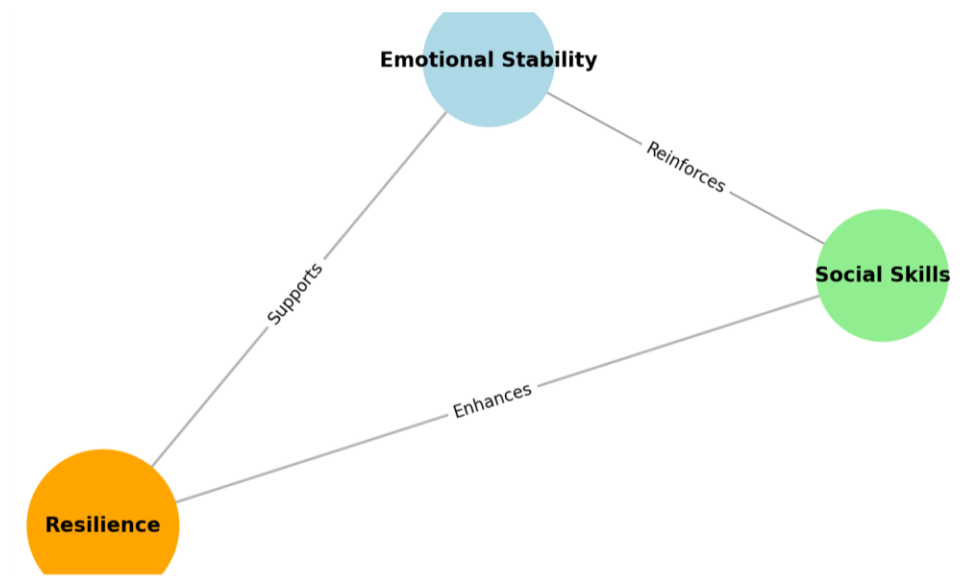 Emotional Stability
Reinforces
Social Skills
Supports
Enhances
Resilience